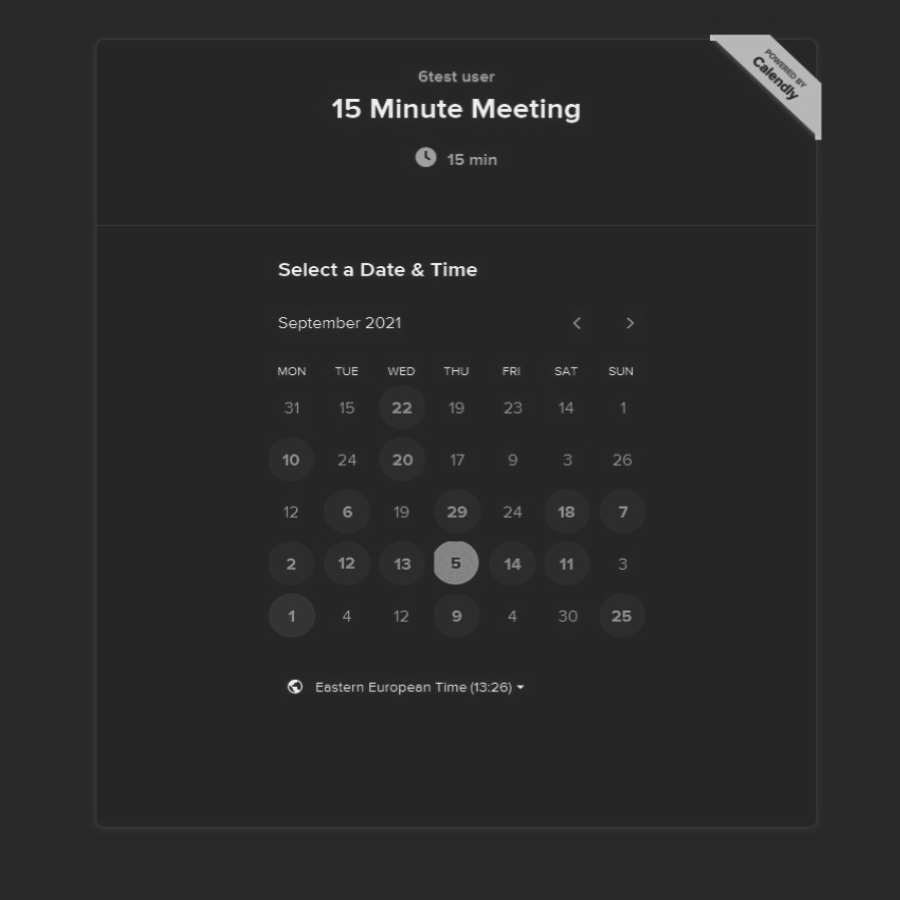 POWERED BY
Calendly
6test user
15 Minute Meeting
15 min
Select a Date & Time
September 2021
MON TUE WED THU FRI SAT SUN
31 15 22 19 23 14 1
10 24 20 17 9 3 26
12 6 19 29 24 18 7
2 12 13 5 14 11 3
1 4 12 9 4 30 25
Eastern European Time (13:26)